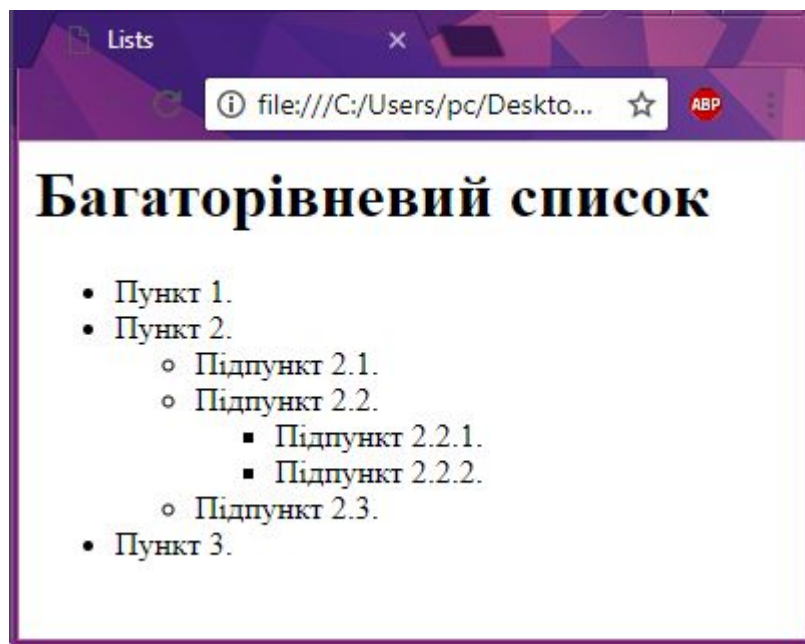 Lists
file:///C:/Users/pc/Deskto...
ABP
Багаторівневий список
Пункт 1.
Пункт 2.
Підпункт 2.1.
Підпункт 2.2.
Підпункт 2.2.1.
Підпункт 2.2.2.
Підпункт 2.3.
Пункт 3.